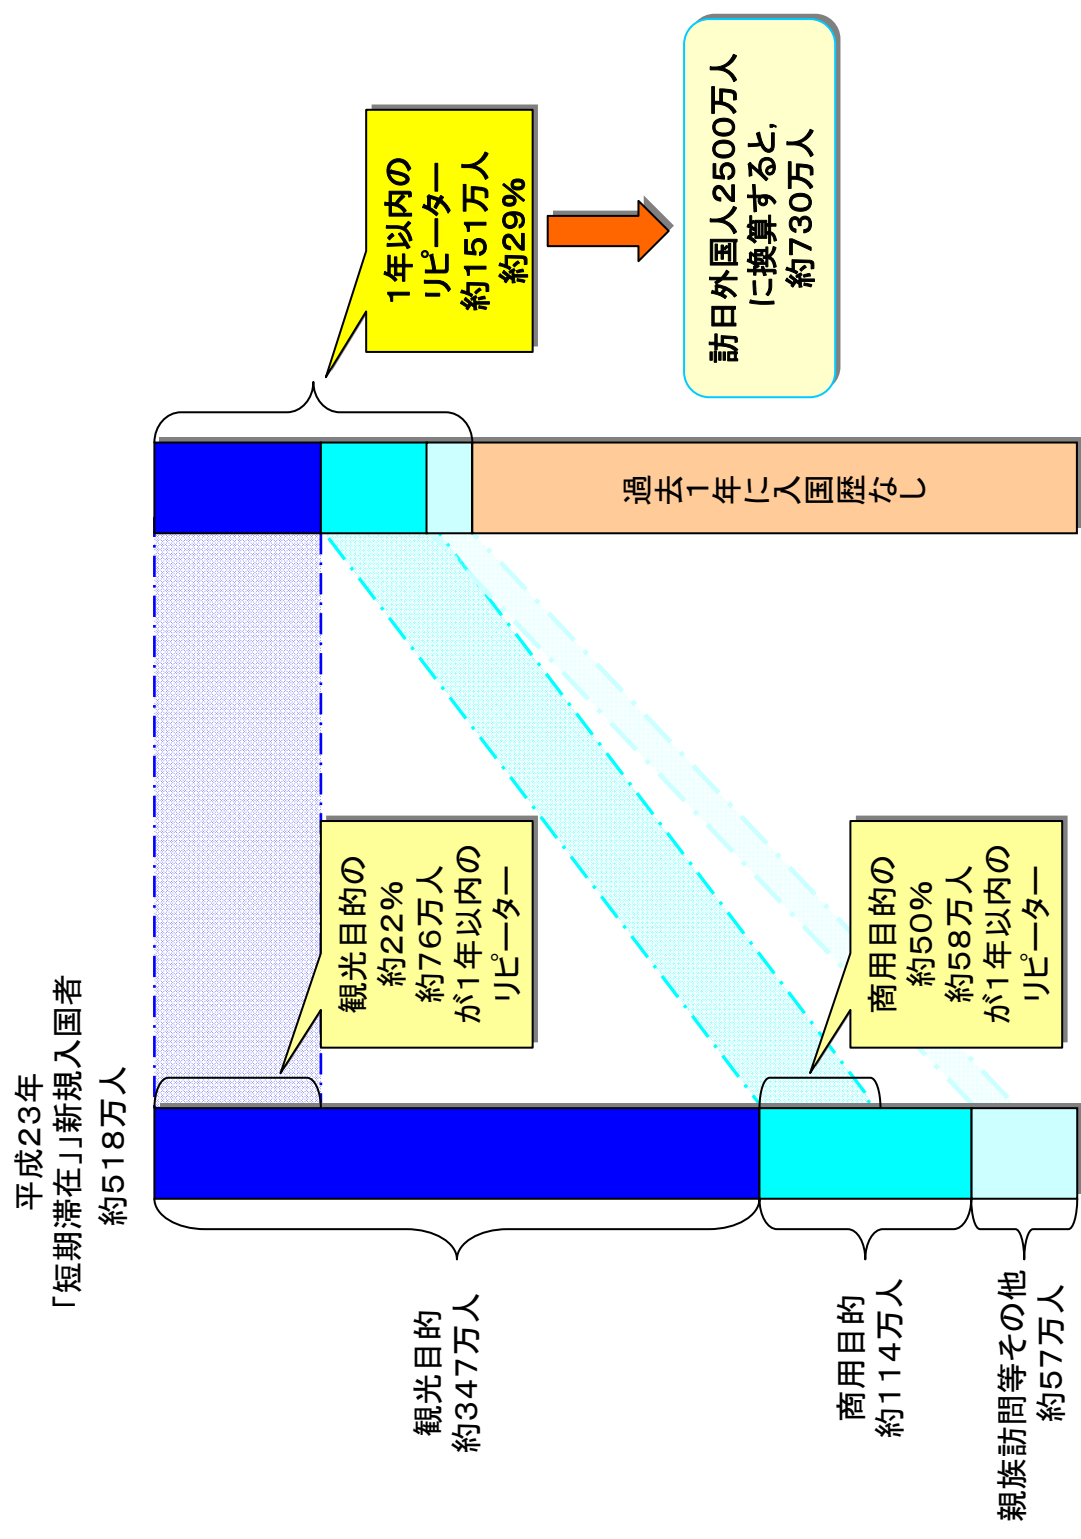 平成23年
「短期滞在」」新規入国者
約518万人
観光目的
約347万人
商用目的
約114万人
親族訪問等その他
約57万人
観光目的の
約22%
約76万人
が1年以内の
リピーター
商用目的の
約50%
約58万人
が1年以内の
リピーター
過去1年に入国歴なし
1年以内の
リピーター
約151万人
約29%
訪日外国人2500万人
に換算すると,
約730万人